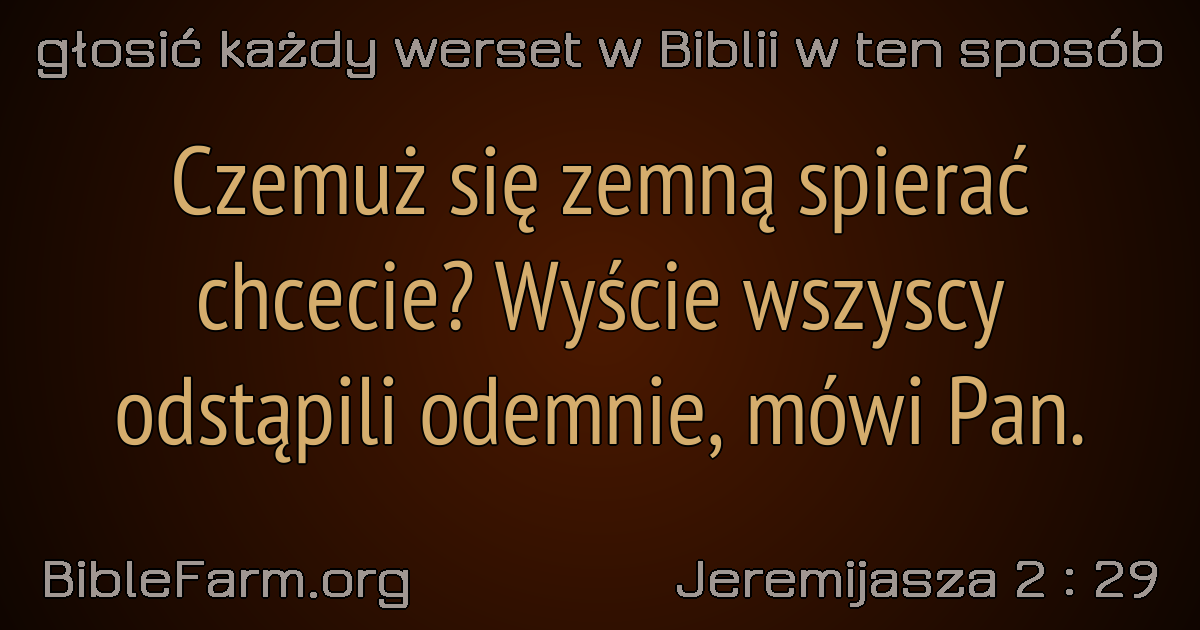 głosić każdy werset w Biblii w ten sposób
Czemuż się zemną spierać
chcecie? Wyście wszyscy
odstąpili odemnie, mówi Pan.
BibleFarm.org
Jeremijasza 2 : 29